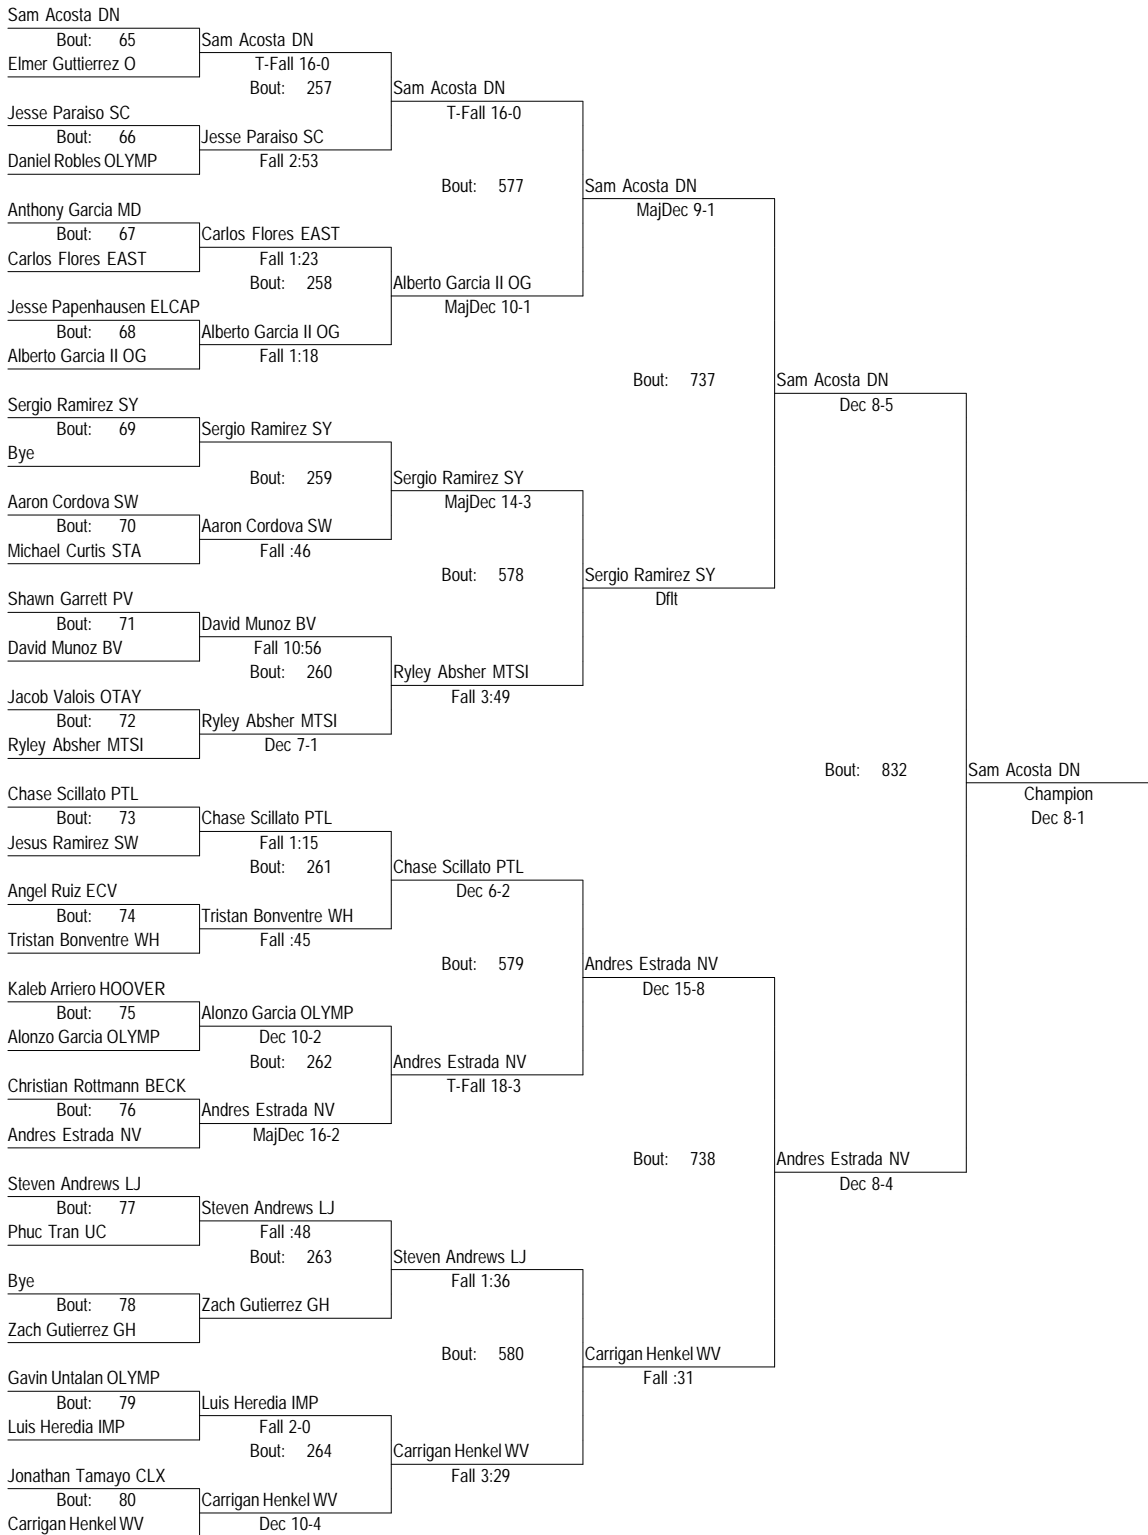 Sam Acosta DN
Bout: 65 Sam Acosta DN
Elmer Guttierrez O T-Fall 16-0
Bout: 257 Sam Acosta DN
Jesse Paraiso SC T-Fall 16-0
Bout: 66 Jesse Paraiso SC
Daniel Robles OLYMP Fall 2:53
Bout: 577 Sam Acosta DN
Anthony Garcia MD MajDec 9-1
Bout: 67 Carlos Flores EAST
Carlos Flores EAST Fall 1:23
Bout: 258 Alberto Garcia II OG
Jesse Papenhausen ELCAP MajDec 10-1
Bout: 68 Alberto Garcia II OG
Alberto Garcia II OG Fall 1:18
Bout: 737 Sam Acosta DN
Sergio Ramirez SY Dec 8-5
Bout: 69 Sergio Ramirez SY
Bye
Bout: 259 Sergio Ramirez SY
Aaron Cordova SW MajDec 14-3
Bout: 70 Aaron Cordova SW
Michael Curtis STA Fall :46
Bout: 578 Sergio Ramirez SY
Shawn Garrett PV Dflt
Bout: 71 David Munoz BV
David Munoz BV Fall 10:56
Bout: 260 Ryley Absher MTSI
Jacob Valois OTAY Fall 3:49
Bout: 72 Ryley Absher MTSI
Ryley Absher MTSI Dec 7-1
Bout: 832 Sam Acosta DN
Chase Scillato PTL Champion
Bout: 73 Chase Scillato PTL Dec 8-1
Jesus Ramirez SW Fall 1:15
Bout: 261 Chase Scillato PTL
Angel Ruiz ECV Dec 6-2
Bout: 74 Tristan Bonventre WH
Tristan Bonventre WH Fall :45
Bout: 579 Andres Estrada NV
Kaleb Arriero HOOVER Dec 15-8
Bout: 75 Alonzo Garcia OLYMP
Alonzo Garcia OLYMP Dec 10-2
Bout: 262 Andres Estrada NV
Christian Rottmann BECK T-Fall 18-3
Bout: 76 Andres Estrada NV
Andres Estrada NV MajDec 16-2
Bout: 738 Andres Estrada NV
Steven Andrews LJ Dec 8-4
Bout: 77 Steven Andrews LJ
Phuc Tran UC Fall :48
Bout: 263 Steven Andrews LJ
Bye Fall 1:36
Bout: 78 Zach Gutierrez GH
Zach Gutierrez GH
Bout: 580 Carrigan Henkel WV
Gavin Untalan OLYMP Fall :31
Bout: 79 Luis Heredia IMP
Luis Heredia IMP Fall 2-0
Bout: 264 Carrigan Henkel WV
Jonathan Tamayo CLX Fall 3:29
Bout: 80 Carrigan Henkel WV
Carrigan Henkel WV Dec 10-4